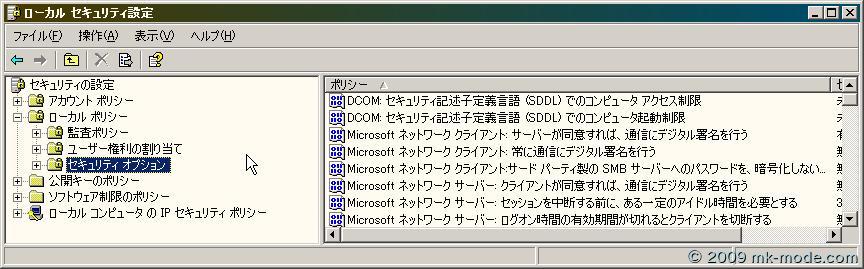 ローカル セキュリティ設定
ファイル(F) 操作(A) 表示(V) ヘルプ(H)
セキュリティの設定
アカウント ポリシー
ローカル ポリシー
監査ポリシー
ユーザー権利の割り当て
セキュリティ オプション
公開キーのポリシー
ソフトウェア制限のポリシー
ローカル コンピュータ の IP セキュリティ ポリシー
ポリシー
DCOM: セキュリティ記述子定義言語 (SDDL) でのコンピュータ アクセス制限
DCOM: セキュリティ記述子定義言語 (SDDL) でのコンピュータ起動制限
Microsoft ネットワーク クライアント: サーバーが同意すれば、通信にデジタル署名を行う
Microsoft ネットワーク クライアント: 常に通信にデジタル署名を行う
Microsoft ネットワーク クライアント:サード パーティ製の SMB サーバーへのパスワードを、暗号化しない...
Microsoft ネットワーク サーバー: クライアントが同意すれば、通信にデジタル署名を行う
Microsoft ネットワーク サーバー: セッションを中断する前に、ある一定のアイドル時間を必要とする
Microsoft ネットワーク サーバー: ログオン時間の有効期間が切れるとクライアントを切断する
© 2009 mk-mode.com